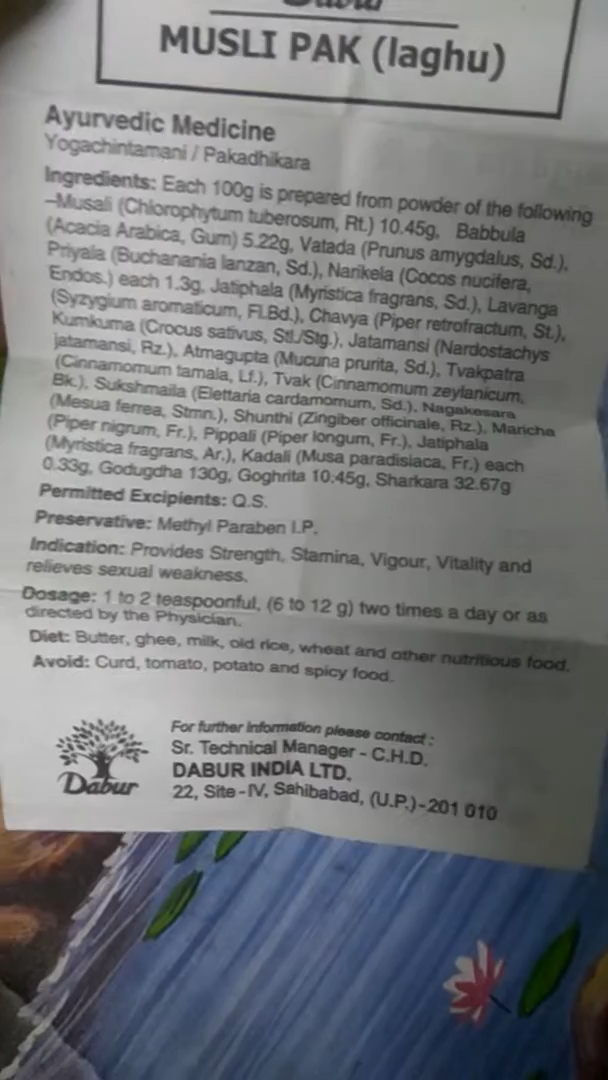 Dabur
MUSLI PAK (laghu)
Ayurvedic Medicine
Yogachintamani / Pakadhikara
Ingredients: Each 100g is prepared from powder of the following
–Musali (Chlorophytum tuberosum, Rt.) 10.45g, Babbula
(Acacia Arabica, Gum) 5.22g, Vatada (Prunus amygdalus, Sd.),
Priyala (Buchanania lanzan, Sd.), Narikela (Cocos nucifera,
Endos.) each 1.3g, Jatiphala (Myristica fragrans, Sd.), Lavanga
(Syzygium aromaticum, Fl.Bd.), Chavya (Piper retrofractum, St.),
Kumkuma (Crocus sativus, Stl./Stg.), Jatamansi (Nardostachys
jatamansi, Rz.), Atmagupta (Mucuna prurita, Sd.), Tvakpatra
(Cinnamomum tamala, Lf.), Tvak (Cinnamomum zeylanicum,
Bk.), Sukshmaila (Elettaria cardamomum, Sd.), Nagakesara
(Mesua ferrea, Stmn.), Shunthi (Zingiber officinale, Rz.), Maricha
(Piper nigrum, Fr.), Pippali (Piper longum, Fr.), Jatiphala
(Myristica fragrans, Ar.), Kadali (Musa paradisiaca, Fr.) each
0.33g, Godugdha 130g, Goghrita 10:45g, Sharkara 32.67g
Permitted Excipients: Q.S.
Preservative: Methyl Paraben I.P.
Indication: Provides Strength, Stamina, Vigour, Vitality and
relieves sexual weakness.
Dosage: 1 to 2 teaspoonful, (6 to 12 g) two times a day or as
directed by the Physician.
Diet: Butter, ghee, milk, old rice, wheat and other nutritious food.
Avoid: Curd, tomato, potato and spicy food.
For further information please contact :
Sr. Technical Manager - C.H.D.
DABUR INDIA LTD.
22, Site-IV, Sahibabad, (U.P.)-201 010
Dabur